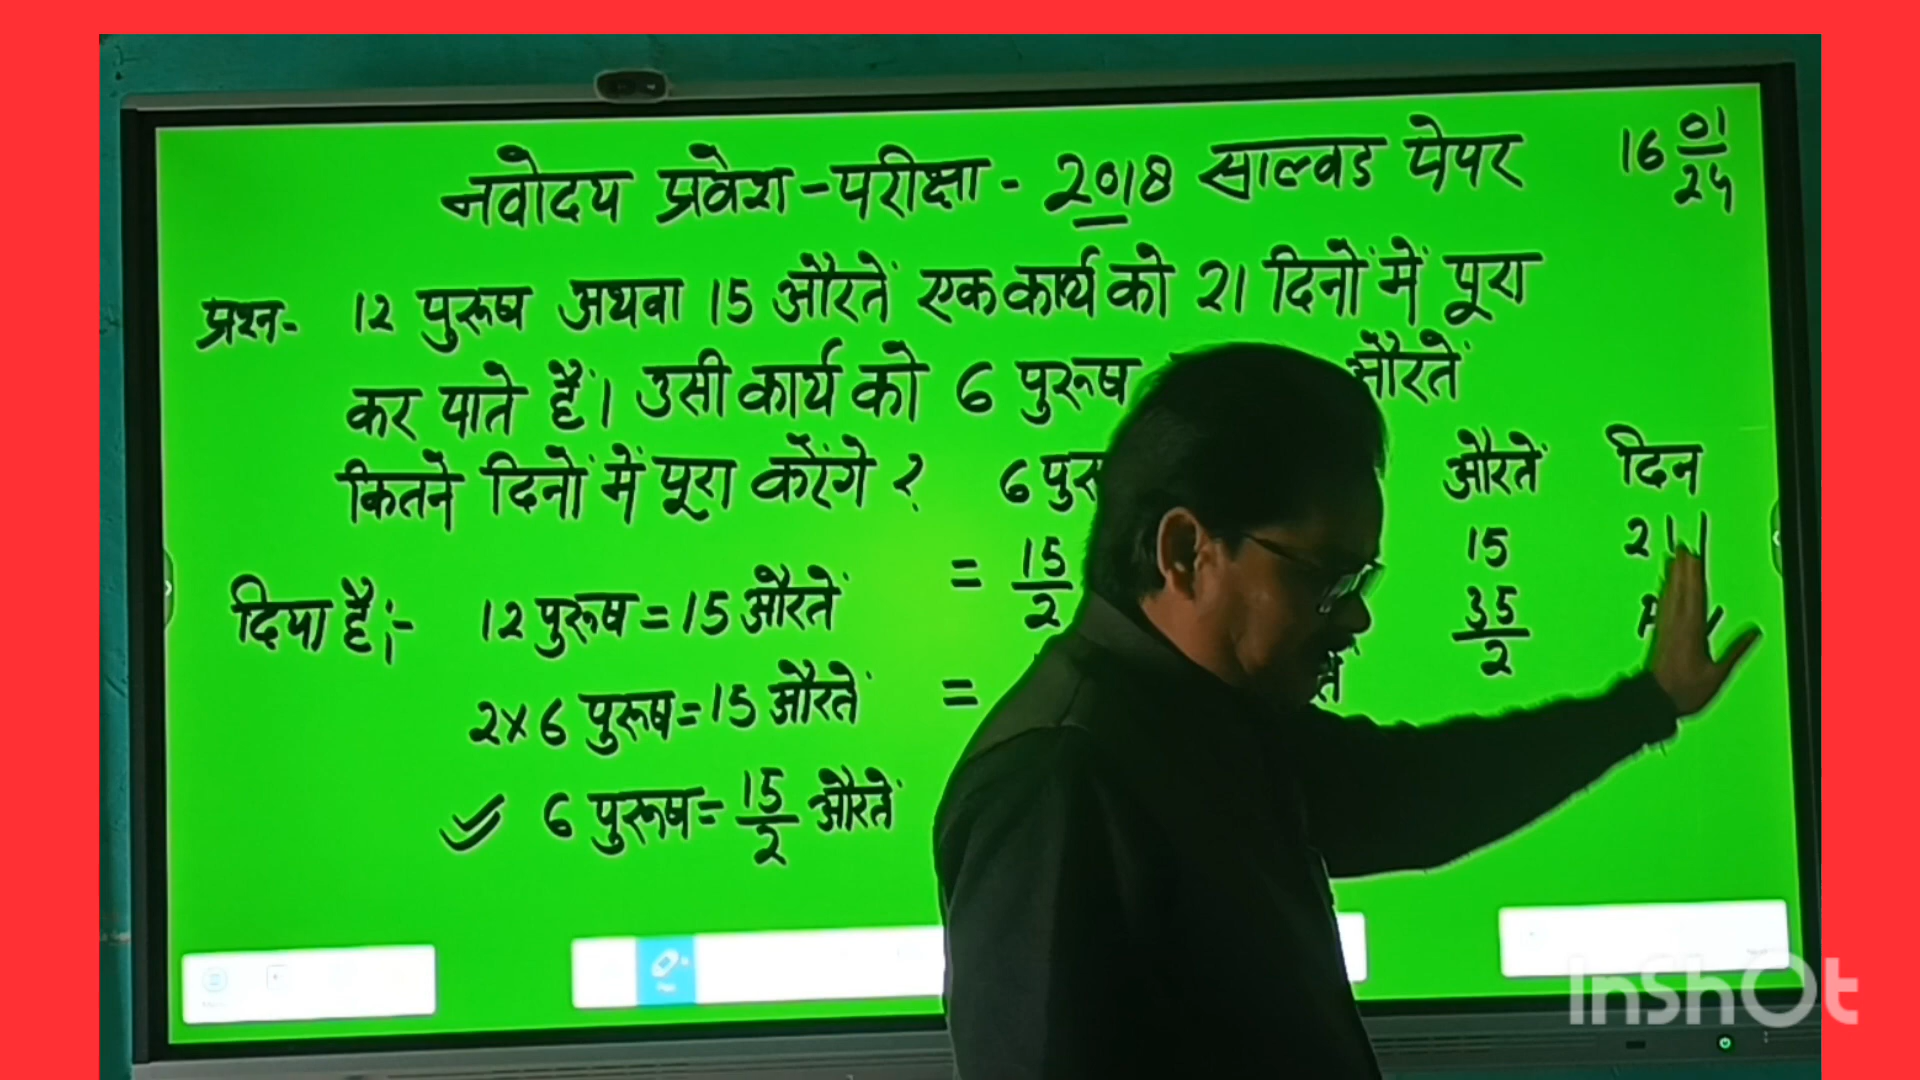 नवोदय प्रवेश-परीक्षा - 2018 साल्वड पेपर
16 01/24
प्रश्न- 12 पुरूष अथवा 15 औरतें एक कार्य को 21 दिनों में पूरा
कर पाते हैं। उसी कार्य को 6 पुरूष औरतें
कितने दिनों में पूरा करेंगे ?
दिया है;- 12 पुरूष = 15 औरतें
2×6 पुरूष = 15 औरतें
6 पुरूष = 15/2 औरतें
6
= 15/2
=
औरतें दिन
15
35/2
InShOt